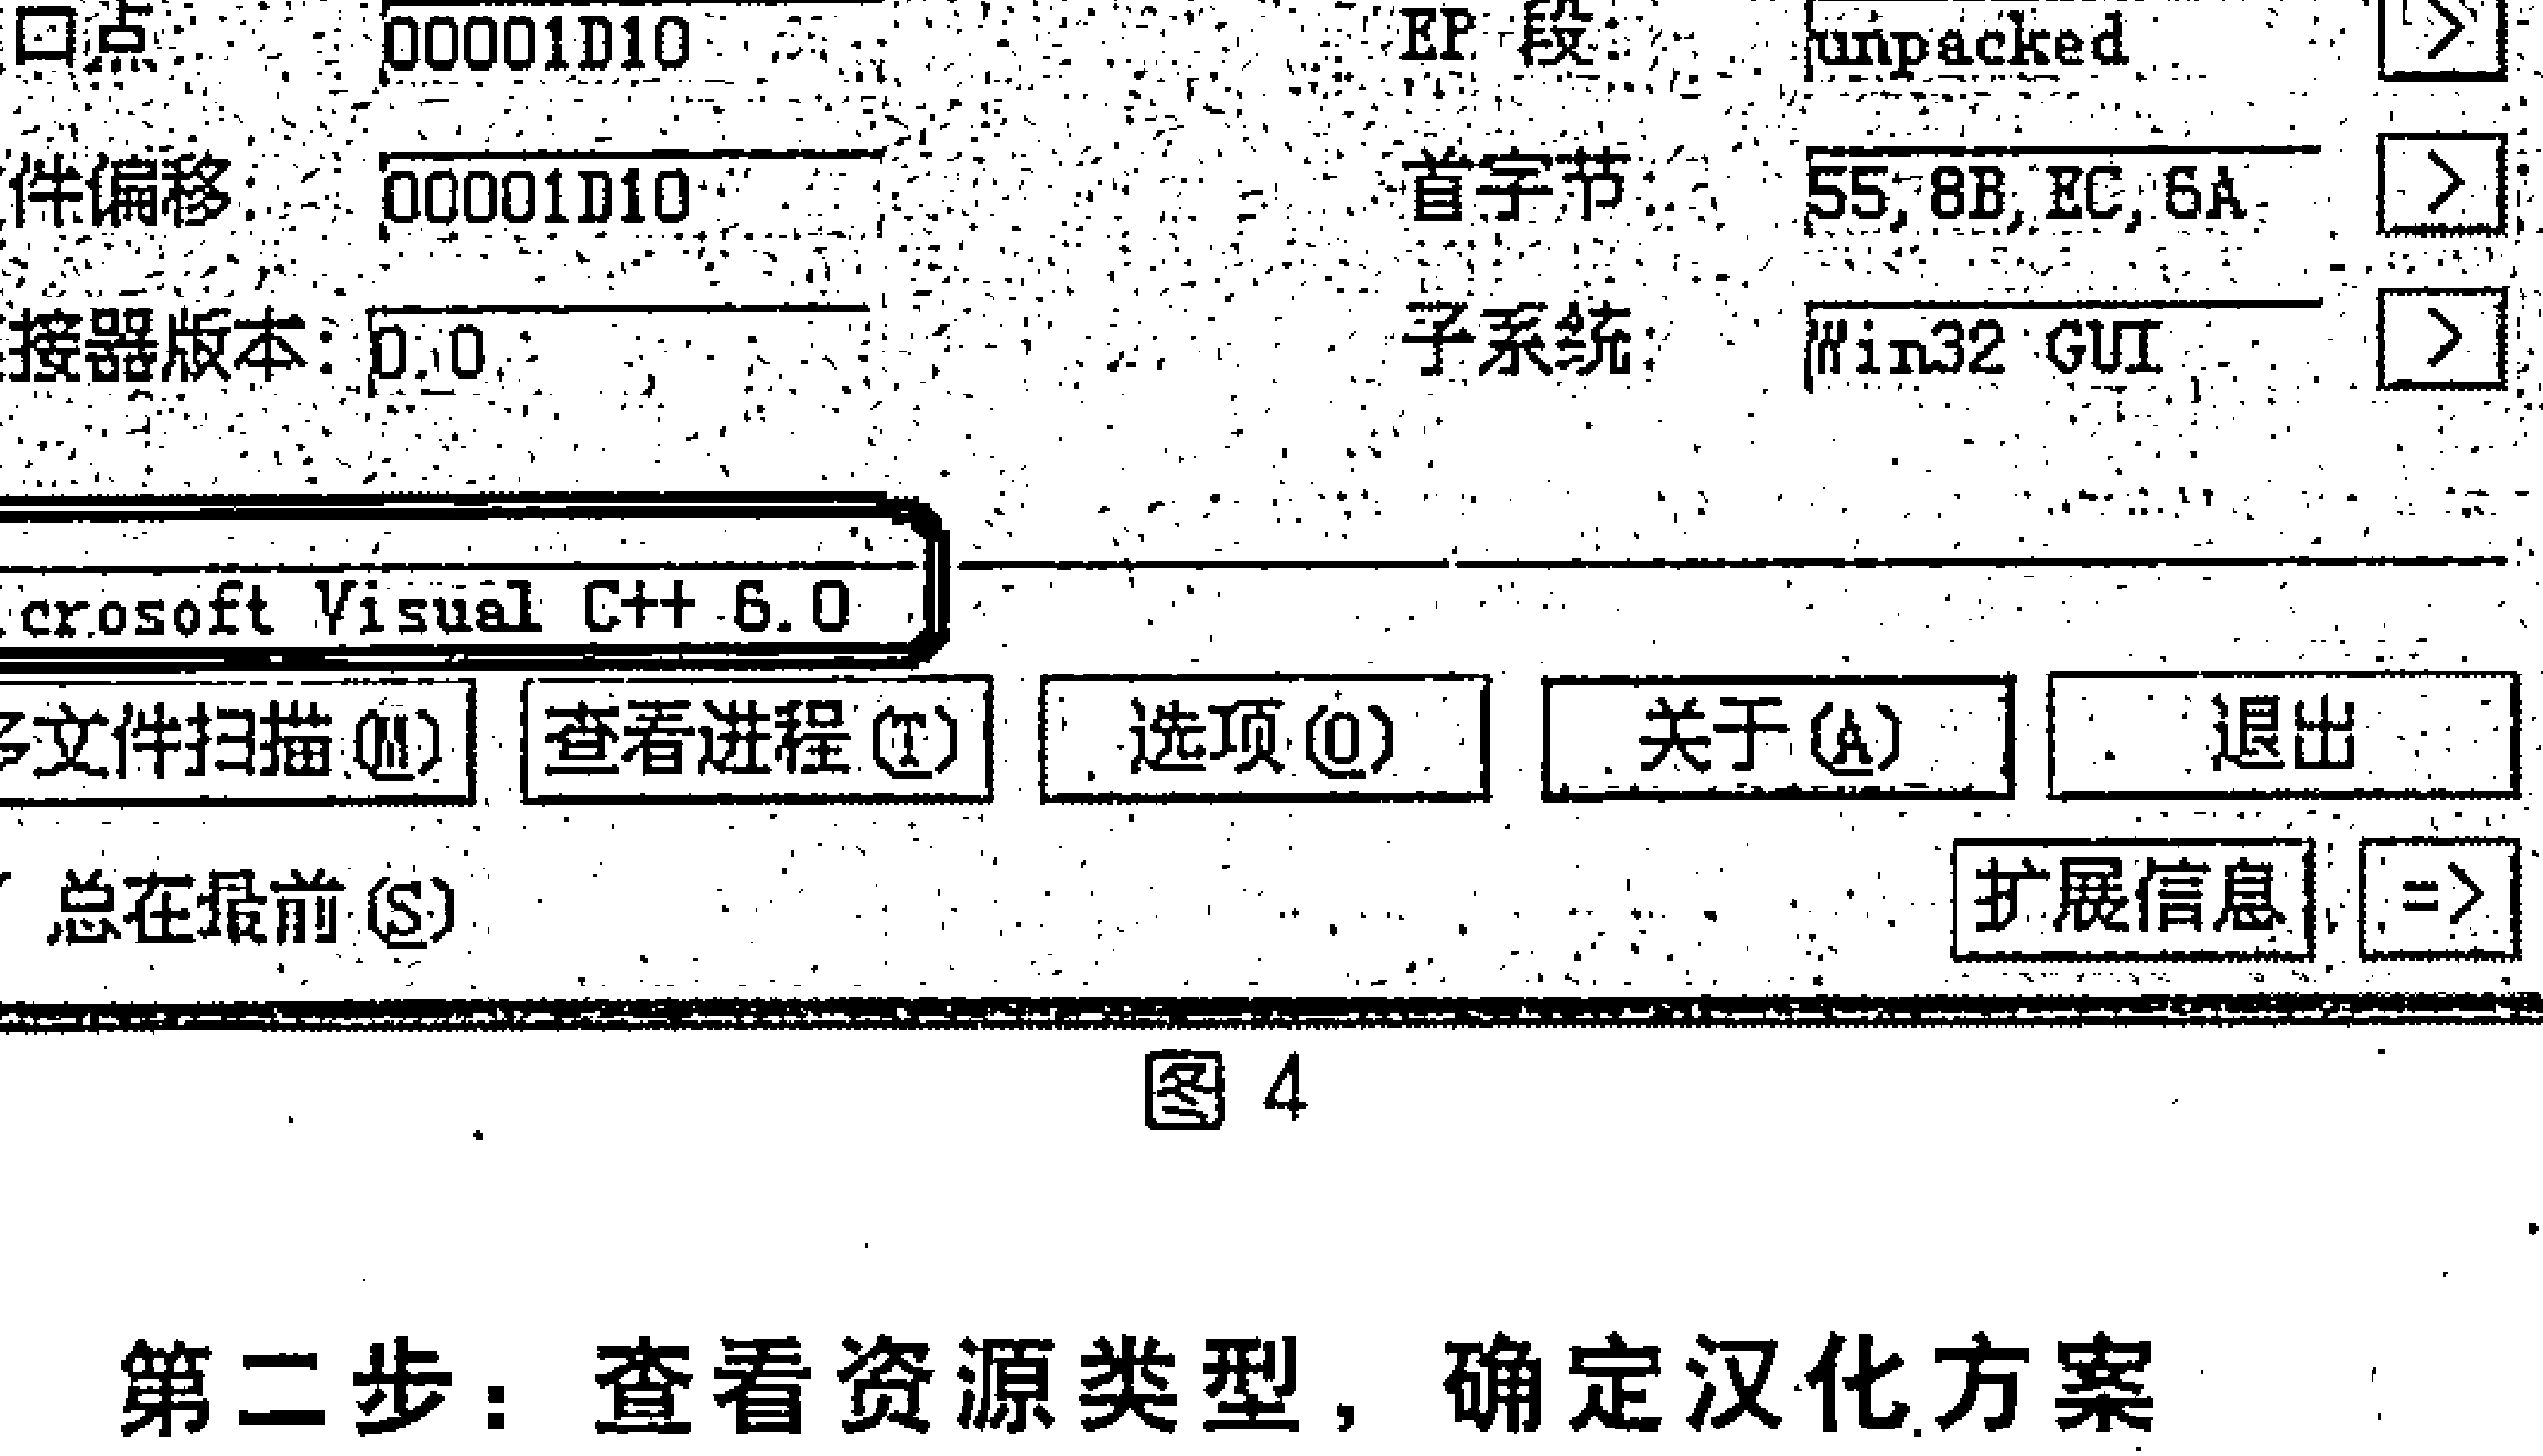 口点 00001D10 EP 段: unpacked >
件偏移: 00001D10 首字节: 55,8B,EC,6A >
接器版本: 0.0 子系统: Win32 GUI >
crosoft Visual C++ 6.0
多文件扫描(M) 查看进程(T) 选项(O) 关于(A) 退出
总在最前(S) 扩展信息 =>
图 4
第二步：查看资源类型，确定汉化方案